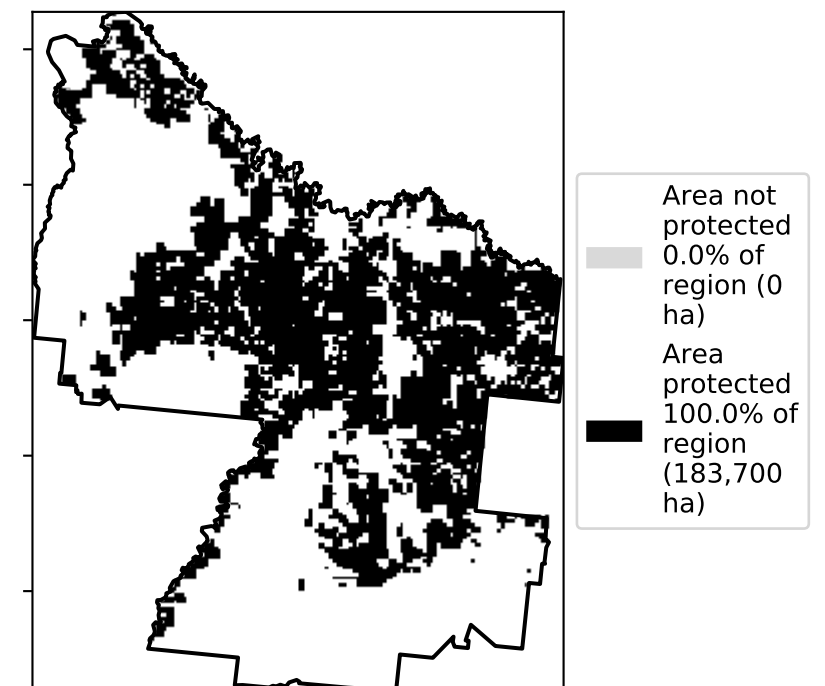 Area not
protected
0.0% of
region (0
ha)
Area
protected
100.0% of
region
(183,700
ha)